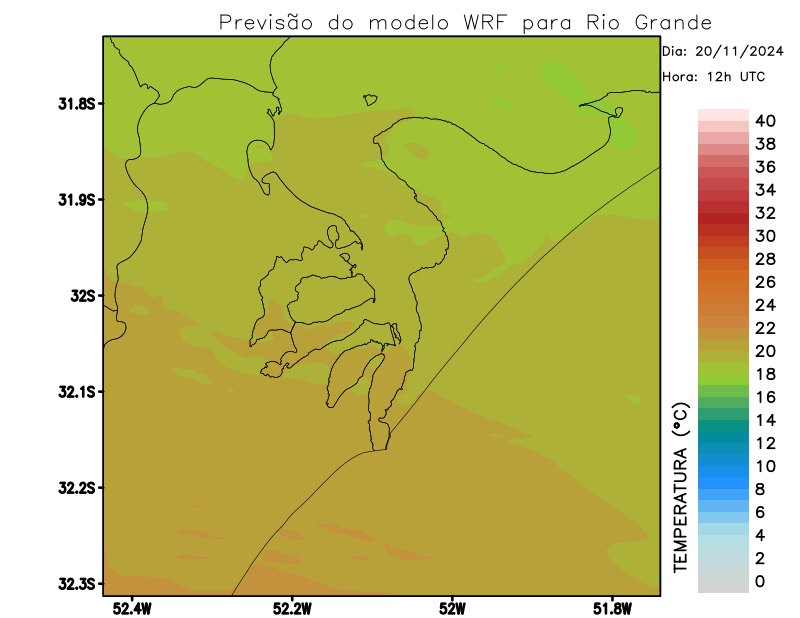 Previsão do modelo WRF para Rio Grande
Dia: 20/11/2024
Hora: 12h UTC
31.8S
31.9S
32S
32.1S
32.2S
32.3S
52.4W
52.2W
52W
51.8W
TEMPERATURA (°C)
40
38
36
34
32
30
28
26
24
22
20
18
16
14
12
10
8
6
4
2
0